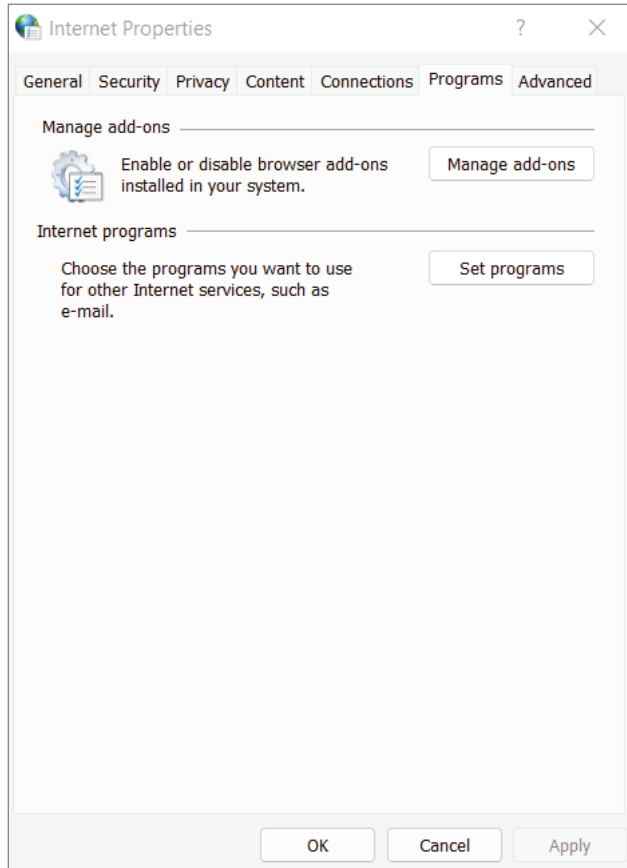 Internet Properties
?
General Security Privacy Content Connections Programs Advanced
Manage add-ons
Enable or disable browser add-ons
installed in your system.
Manage add-ons
Internet programs
Choose the programs you want to use
for other Internet services, such as
e-mail.
Set programs
OK Cancel Apply